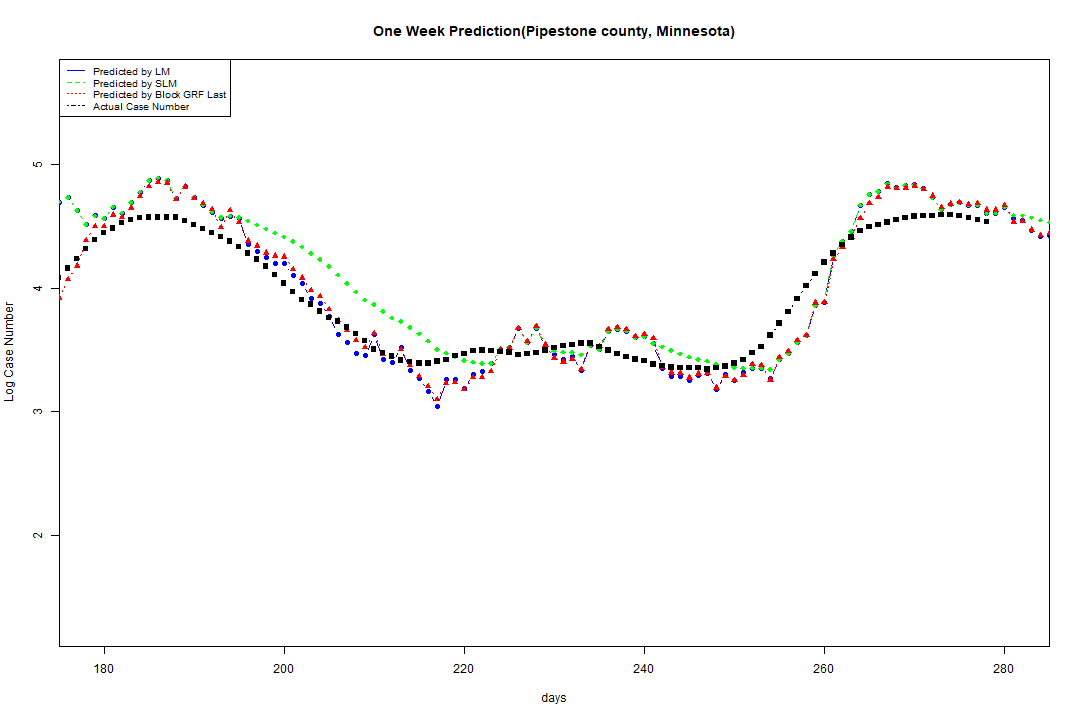 One Week Prediction(Pipestone county, Minnesota)
Predicted by LM
Predicted by SLM
Predicted by Block GRF Last
Actual Case Number
5
4
3
2
Log Case Number
180 200 220 240 260 280
days